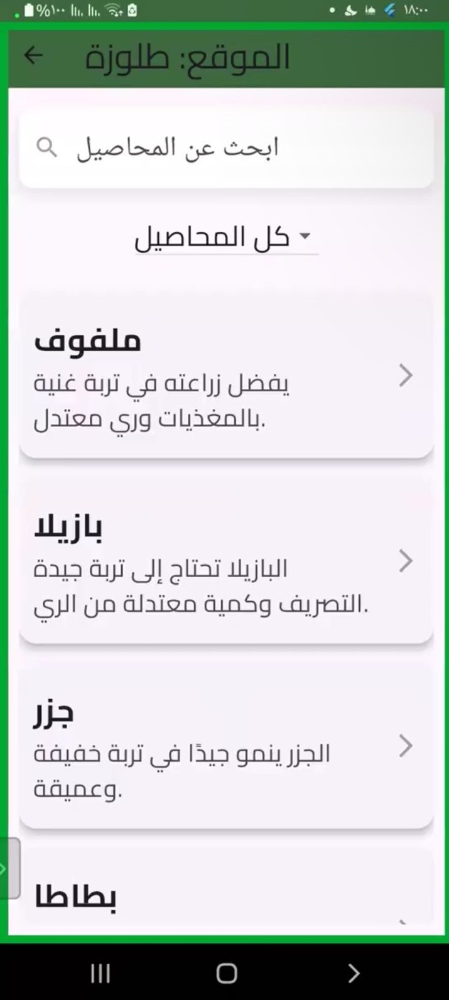 ١٨:٠٠
%١٠٠
الموقع: طلوزة
ابحث عن المحاصيل
كل المحاصيل
ملفوف
يفضل زراعته في تربة غنية
بالمغذيات وري معتدل.
بازيلا
البازيلا تحتاج إلى تربة جيدة
التصريف وكمية معتدلة من الري.
جزر
الجزر ينمو جيدًا في تربة خفيفة
وعميقة.
بطاطا